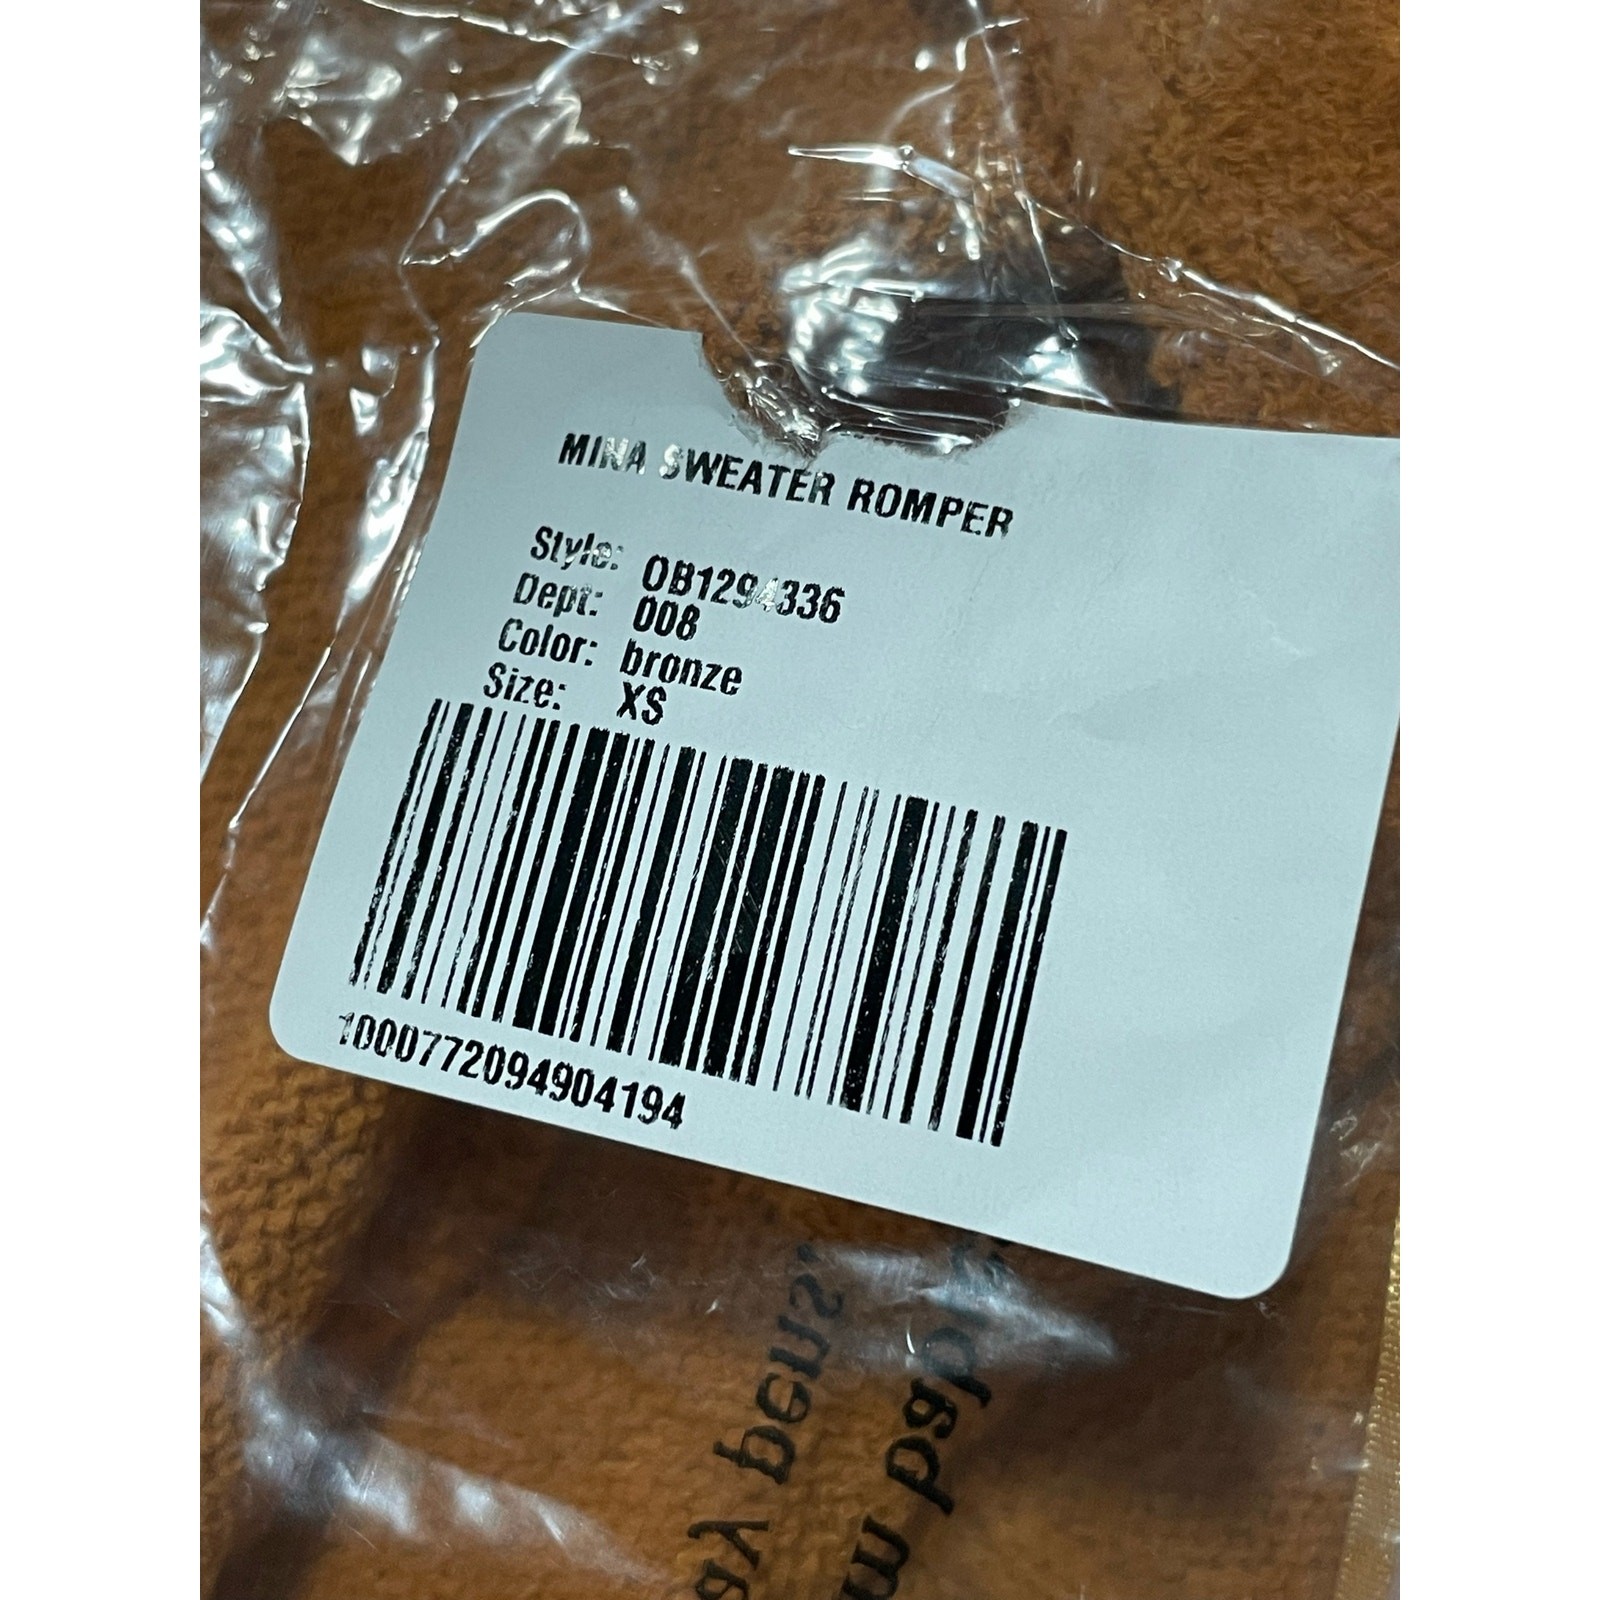 MINA SWEATER ROMPER
Style: OB1294336
Dept: 008
Color: bronze
Size: XS
1000772094904194